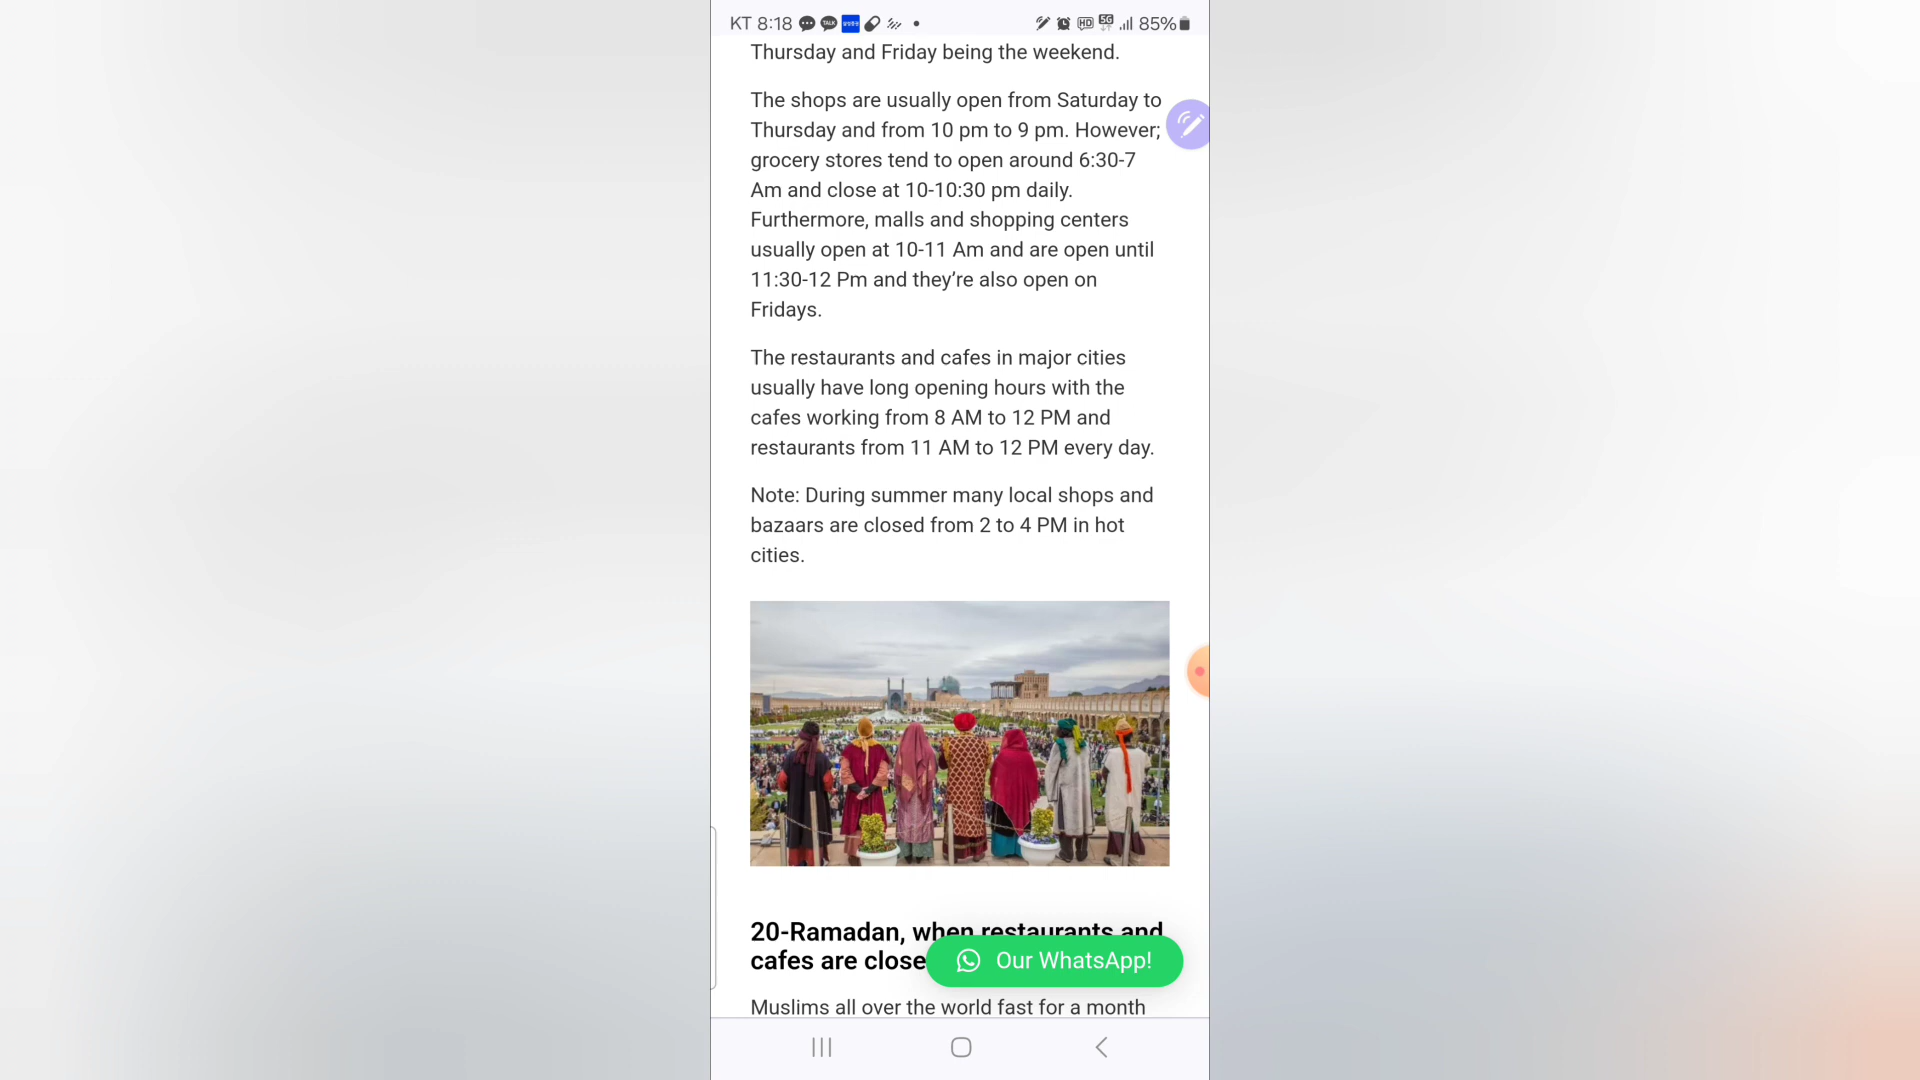 KT 8:18
85%
Thursday and Friday being the weekend.
The shops are usually open from Saturday to
Thursday and from 10 pm to 9 pm. However;
grocery stores tend to open around 6:30-7
Am and close at 10-10:30 pm daily.
Furthermore, malls and shopping centers
usually open at 10-11 Am and are open until
11:30-12 Pm and they’re also open on
Fridays.
The restaurants and cafes in major cities
usually have long opening hours with the
cafes working from 8 AM to 12 PM and
restaurants from 11 AM to 12 PM every day.
Note: During summer many local shops and
bazaars are closed from 2 to 4 PM in hot
cities.
20-Ramadan, when restaurants and
cafes are close
Our WhatsApp!
Muslims all over the world fast for a month